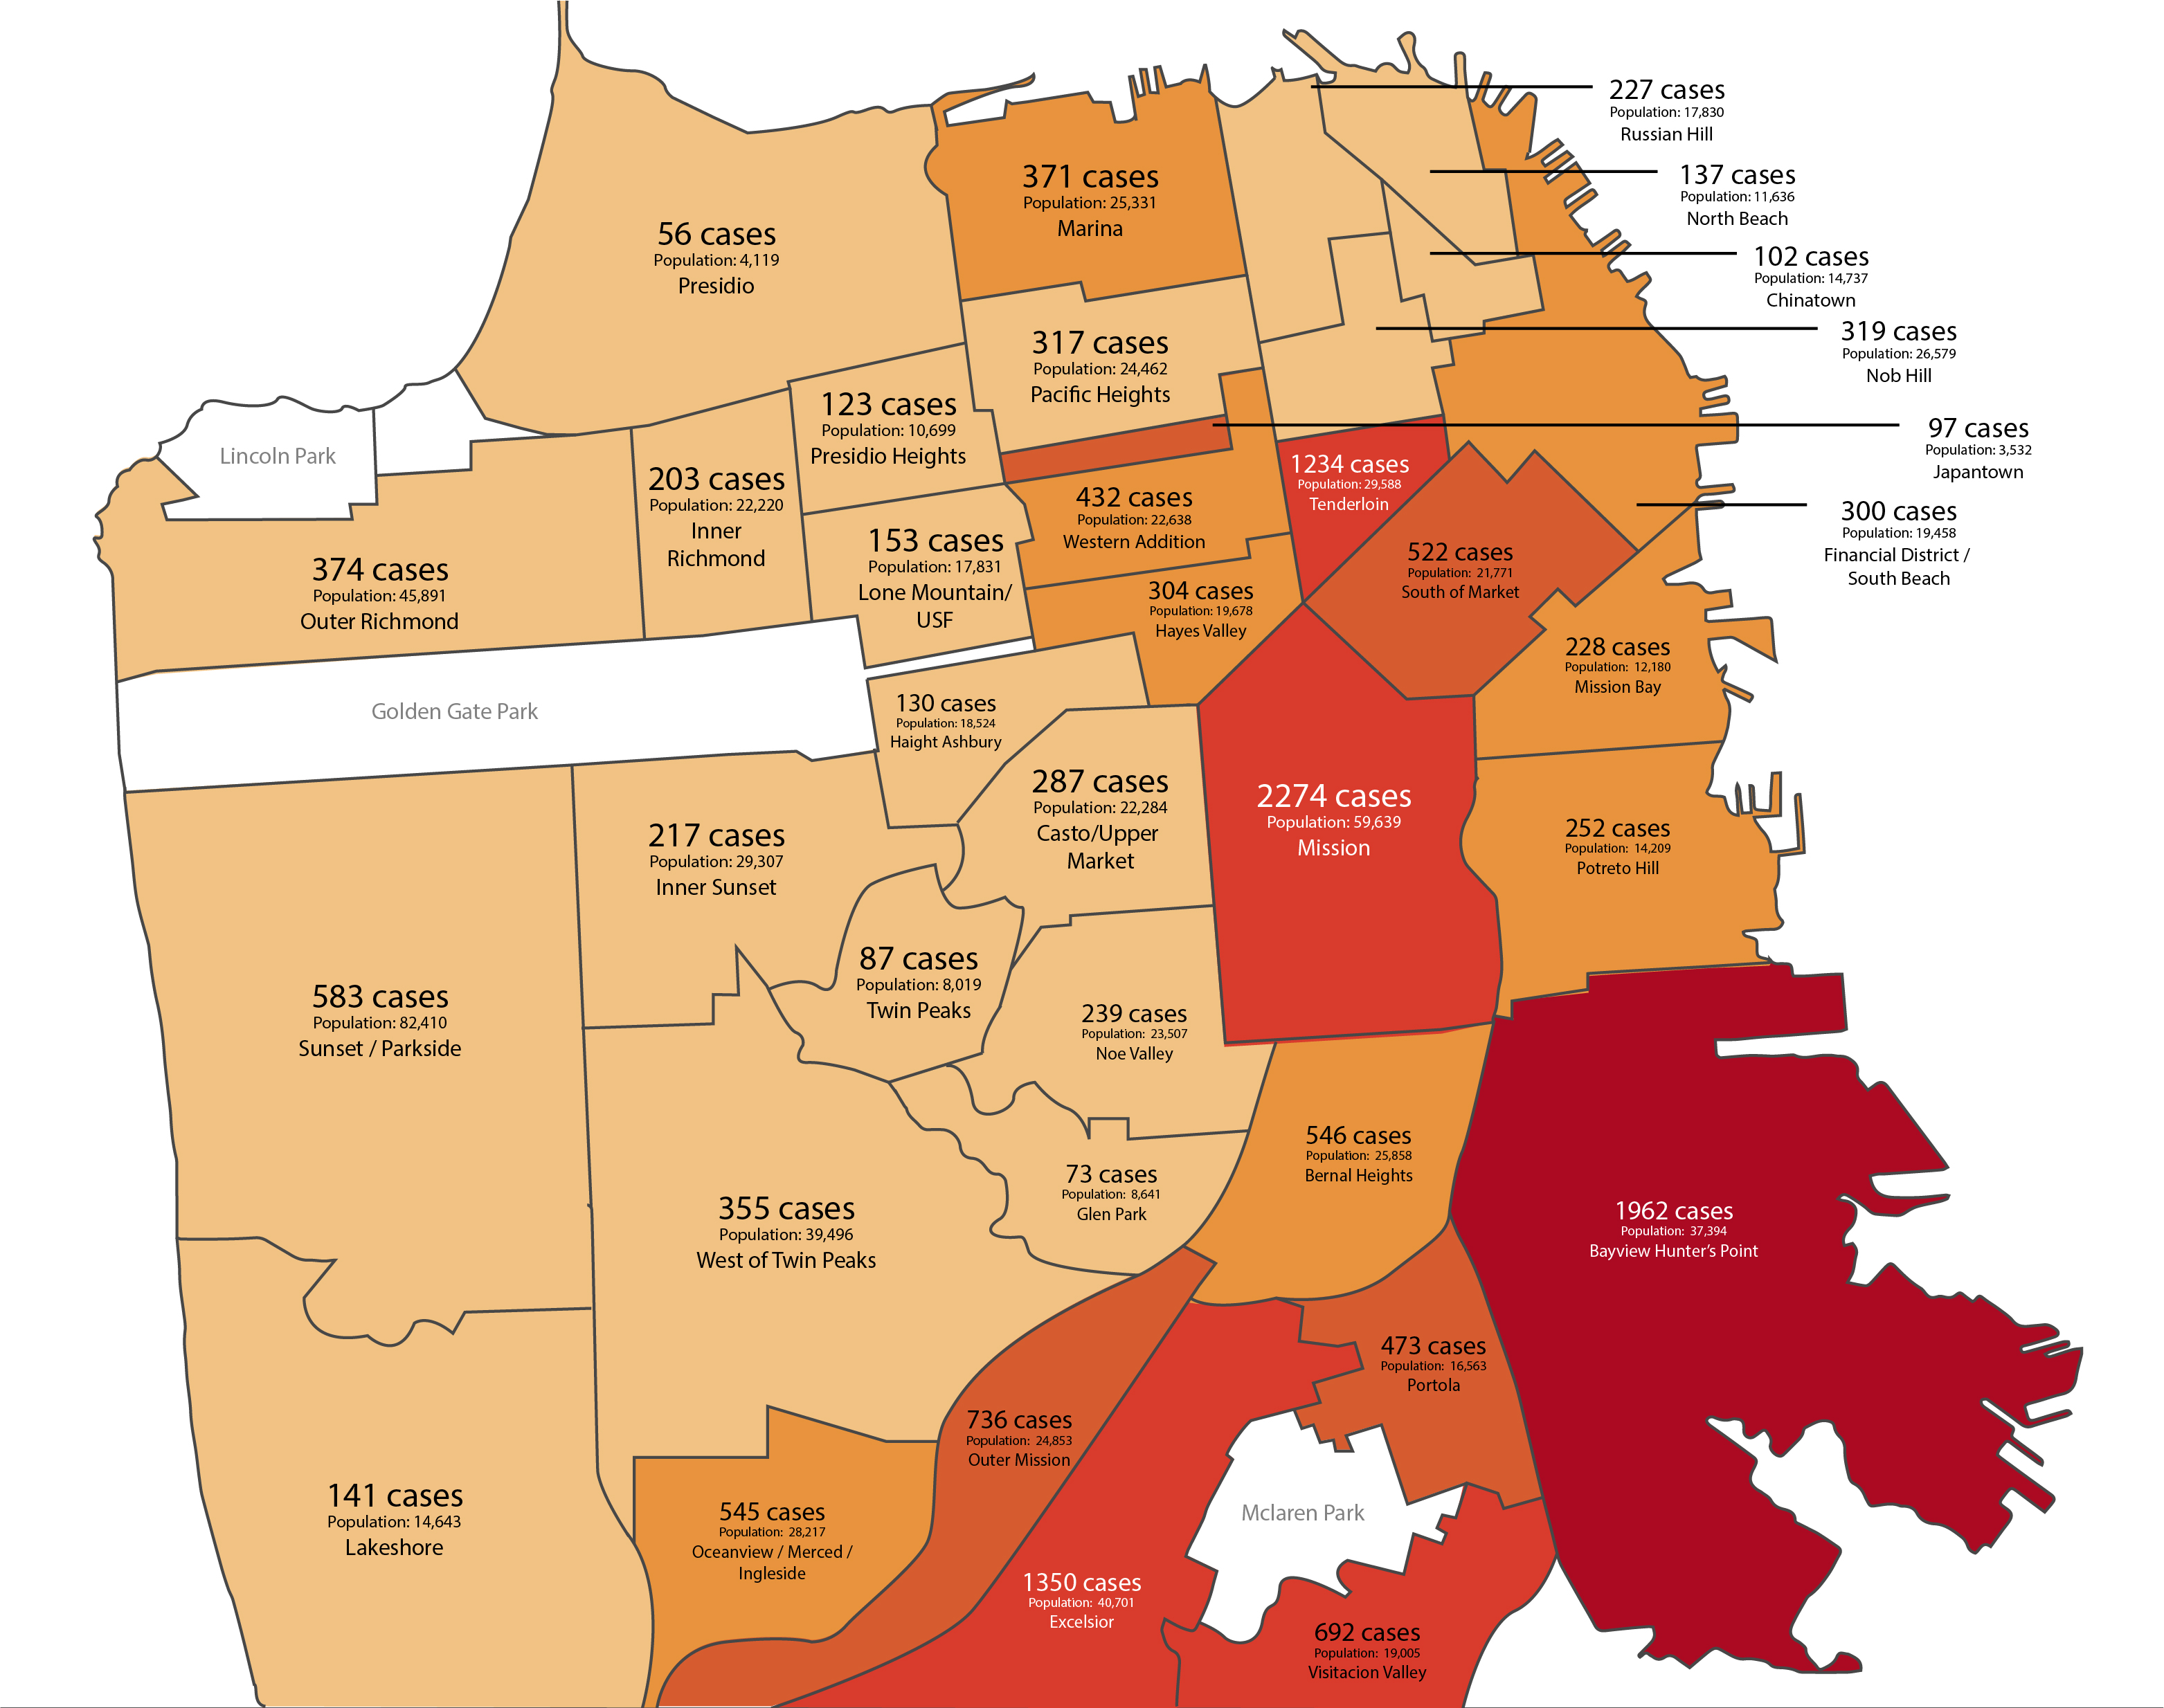 227 cases
Population: 17,830
Russian Hill
137 cases
Population: 11,636
North Beach
102 cases
Population: 14,737
Chinatown
319 cases
Population: 26,579
Nob Hill
97 cases
Population: 3,532
Japantown
300 cases
Population: 19,458
Financial District /
South Beach
371 cases
Population: 25,331
Marina
56 cases
Population: 4,119
Presidio
317 cases
Population: 24,462
Pacific Heights
123 cases
Population: 10,699
Presidio Heights
Lincoln Park
203 cases
Population: 22,220
Inner
Richmond
374 cases
Population: 45,891
Outer Richmond
153 cases
Population: 17,831
Lone Mountain/
USF
432 cases
Population: 22,638
Western Addition
1234 cases
Population: 29,588
Tenderloin
522 cases
Population: 21,771
South of Market
304 cases
Population: 19,678
Hayes Valley
228 cases
Population: 12,180
Mission Bay
Golden Gate Park
130 cases
Population: 18,524
Haight Ashbury
287 cases
Population: 22,284
Casto/Upper
Market
2274 cases
Population: 59,639
Mission
252 cases
Population: 14,209
Potreto Hill
217 cases
Population: 29,307
Inner Sunset
87 cases
Population: 8,019
Twin Peaks
583 cases
Population: 82,410
Sunset / Parkside
239 cases
Population: 23,507
Noe Valley
546 cases
Population: 25,858
Bernal Heights
73 cases
Population: 8,641
Glen Park
355 cases
Population: 39,496
West of Twin Peaks
1962 cases
Population: 37,394
Bayview Hunter's Point
473 cases
Population: 16,563
Portola
736 cases
Population: 24,853
Outer Mission
141 cases
Population: 14,643
Lakeshore
545 cases
Population: 28,217
Oceanview / Merced /
Ingleside
Mclaren Park
1350 cases
Population: 40,701
Excelsior
692 cases
Population: 19,005
Visitacion Valley